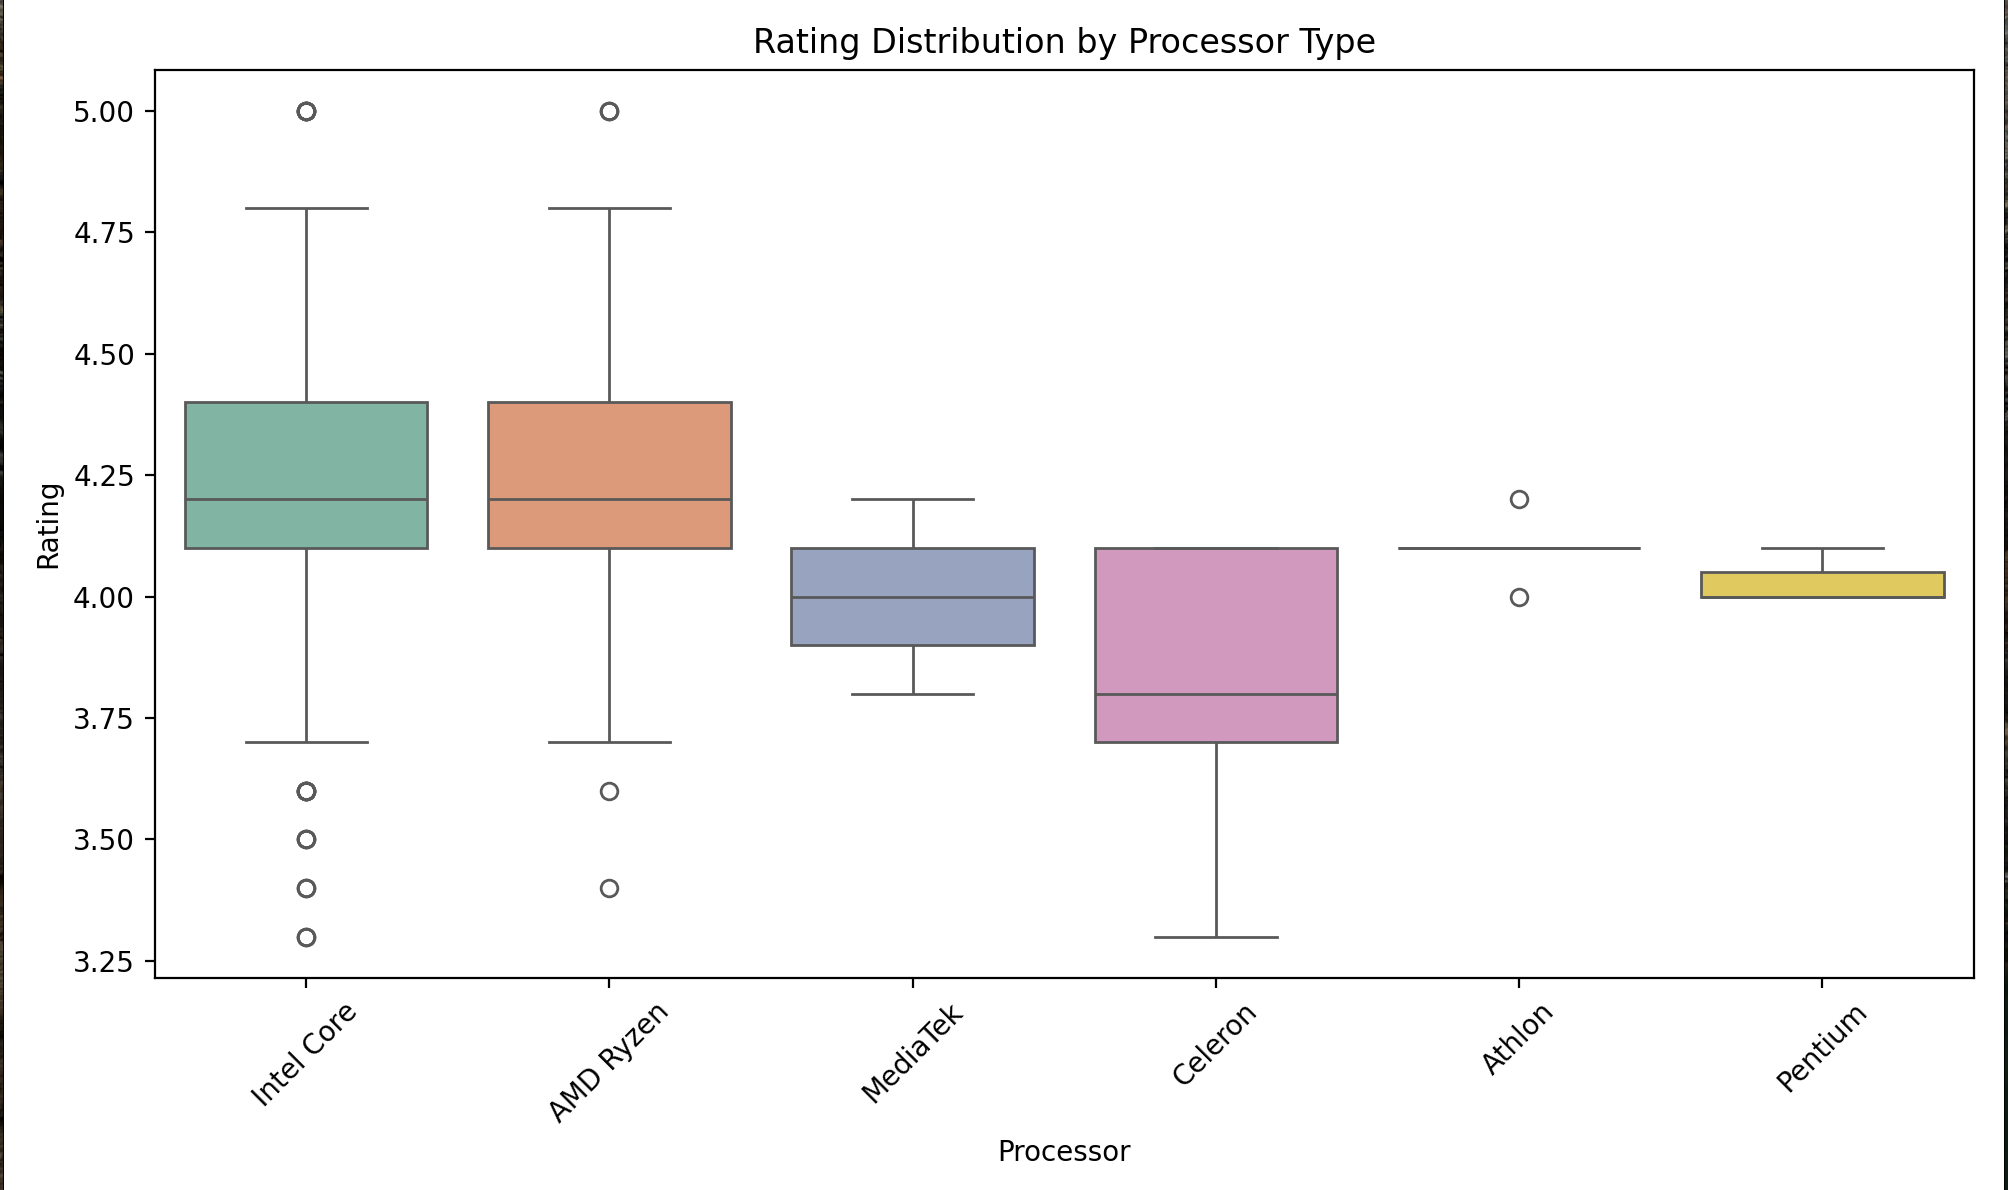 Rating Distribution by Processor Type
Rating
5.00
4.75
4.50
4.25
4.00
3.75
3.50
3.25
Intel Core
AMD Ryzen
MediaTek
Celeron
Athlon
Pentium
Processor